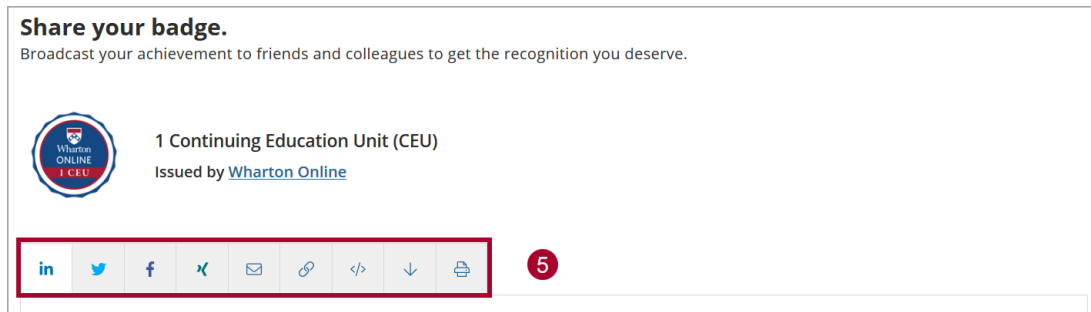 Share your badge.
Broadcast your achievement to friends and colleagues to get the recognition you deserve.
Wharton
ONLINE
1 CEU
1 Continuing Education Unit (CEU)
Issued by Wharton Online
in
f
</>
5